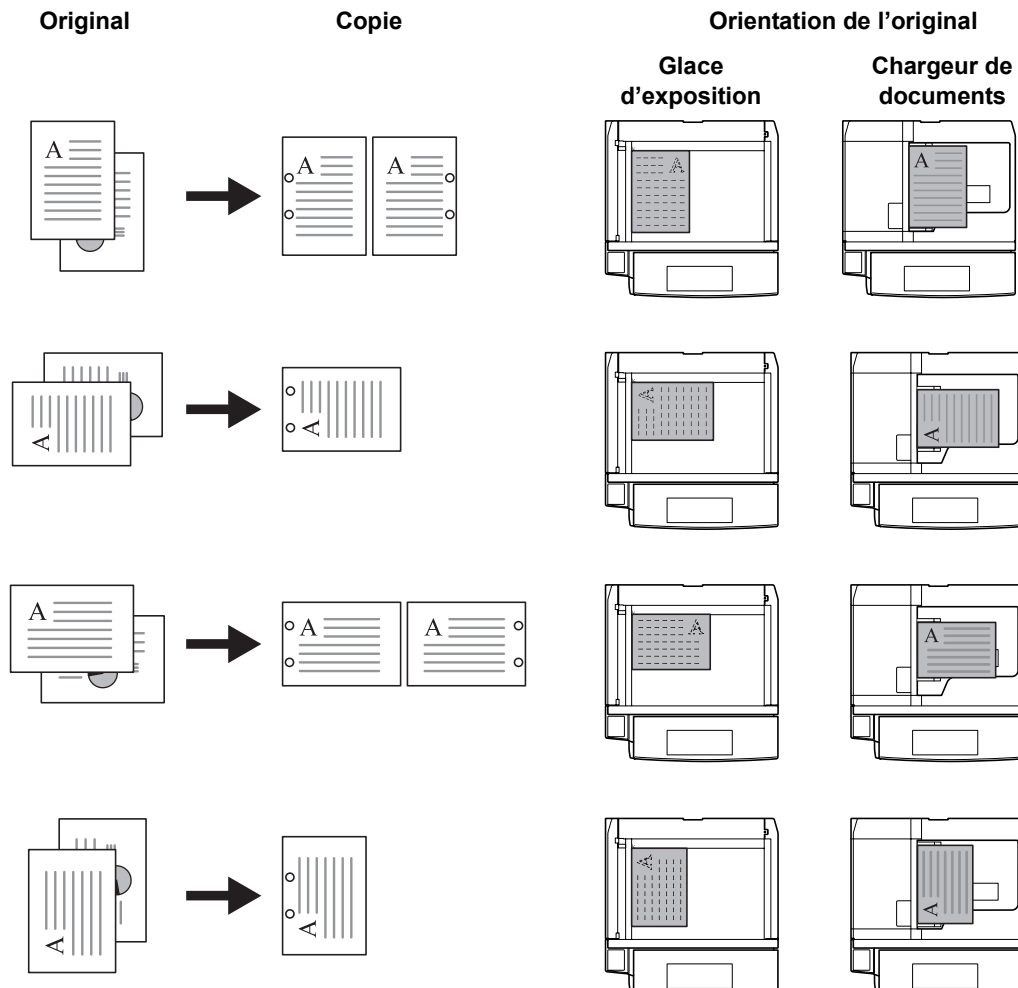 Original Copie Orientation de l'original
Glace Chargeur de
d'exposition documents
A A A A A
A A A A
A A A A A
A A A A